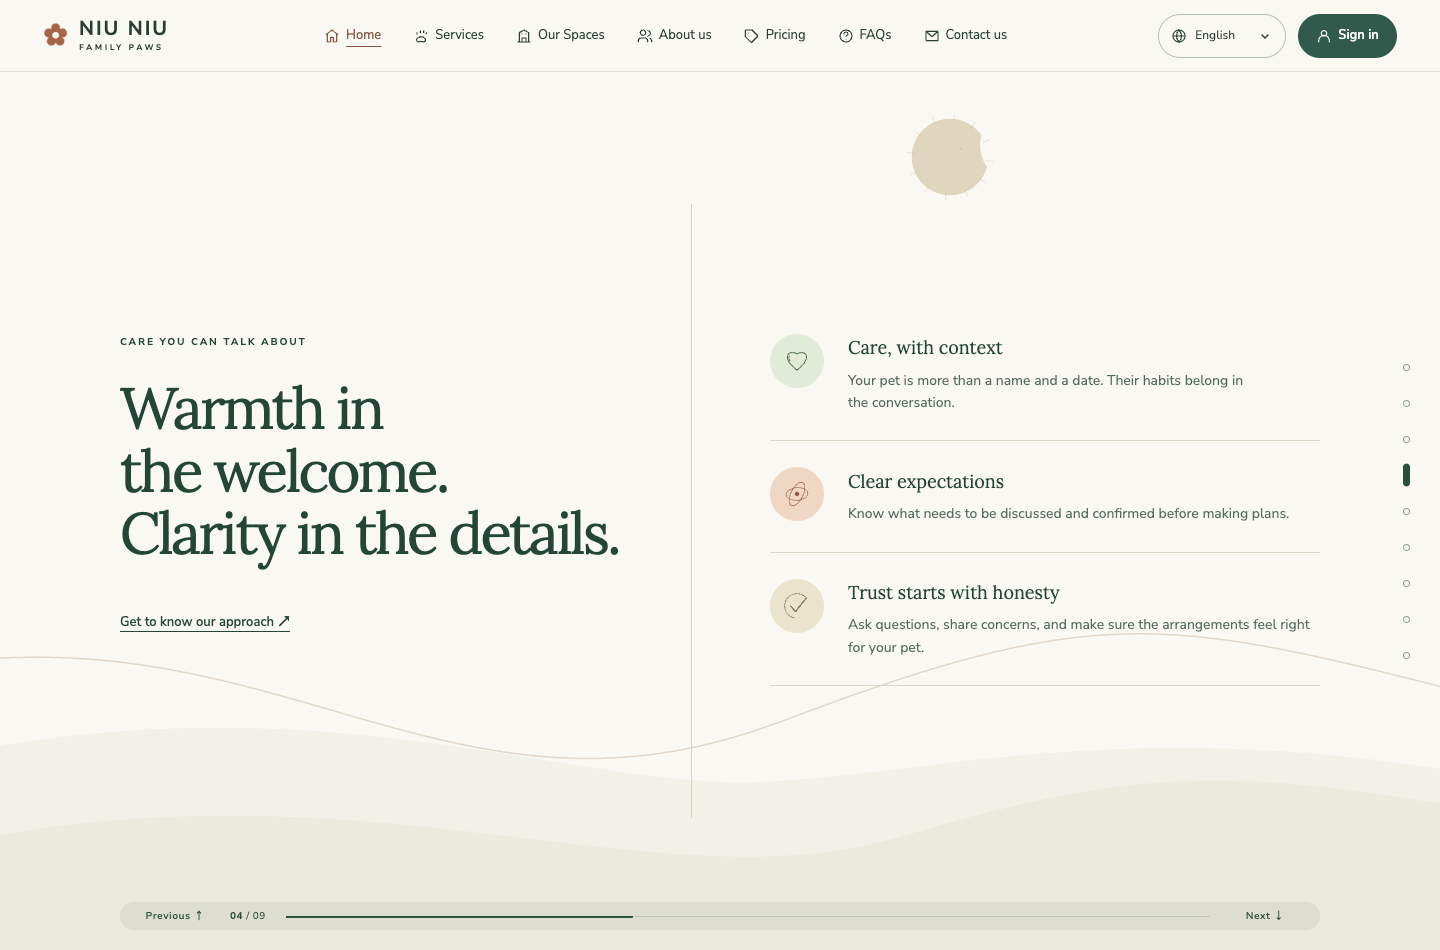 NIU NIU
FAMILY PAWS
Home
Services
Our Spaces
About us
Pricing
FAQs
Contact us
English
Sign in
CARE YOU CAN TALK ABOUT
Warmth in
the welcome.
Clarity in the details.
Get to know our approach ↗
Care, with context
Your pet is more than a name and a date. Their habits belong in
the conversation.
Clear expectations
Know what needs to be discussed and confirmed before making plans.
Trust starts with honesty
Ask questions, share concerns, and make sure the arrangements feel right
for your pet.
Previous ↑
04 / 09
Next ↓